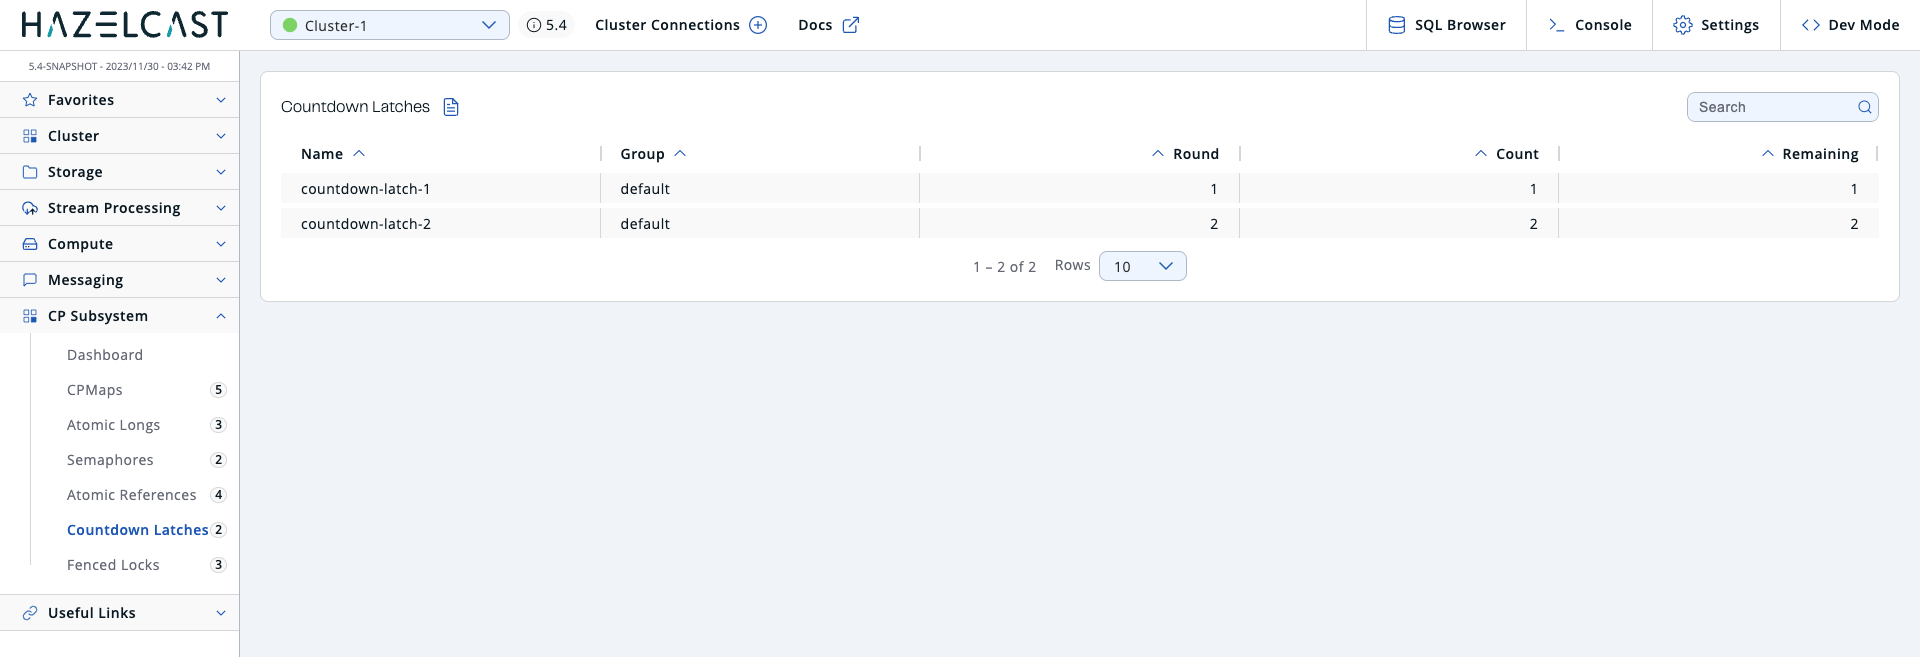 HAZELCAST
Cluster-1
5.4
Cluster Connections
Docs
SQL Browser
Console
Settings
Dev Mode
5.4-SNAPSHOT - 2023/11/30 - 03:42 PM
Favorites
Cluster
Storage
Stream Processing
Compute
Messaging
CP Subsystem
Dashboard
CPMaps 5
Atomic Longs 3
Semaphores 2
Atomic References 4
Countdown Latches 2
Fenced Locks 3
Useful Links
Countdown Latches
Search
Name Group Round Count Remaining
countdown-latch-1 default 1 1 1
countdown-latch-2 default 2 2 2
1 – 2 of 2 Rows 10